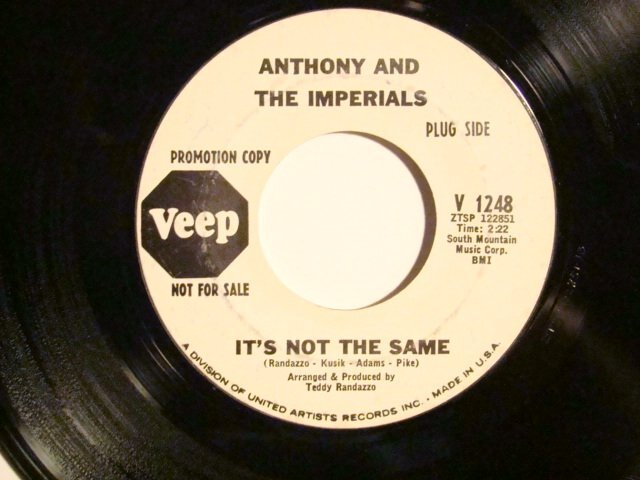 ANTHONY AND
THE IMPERIALS
PLUG SIDE
PROMOTION COPY
Veep
NOT FOR SALE
V 1248
ZTSP 122851
Time: 2:22
South Mountain
Music Corp.
BMI
IT'S NOT THE SAME
(Randazzo - Kusik - Adams - Pike)
Arranged & Produced by
Teddy Randazzo
A DIVISION OF UNITED ARTISTS RECORDS INC. • MADE IN U.S.A.